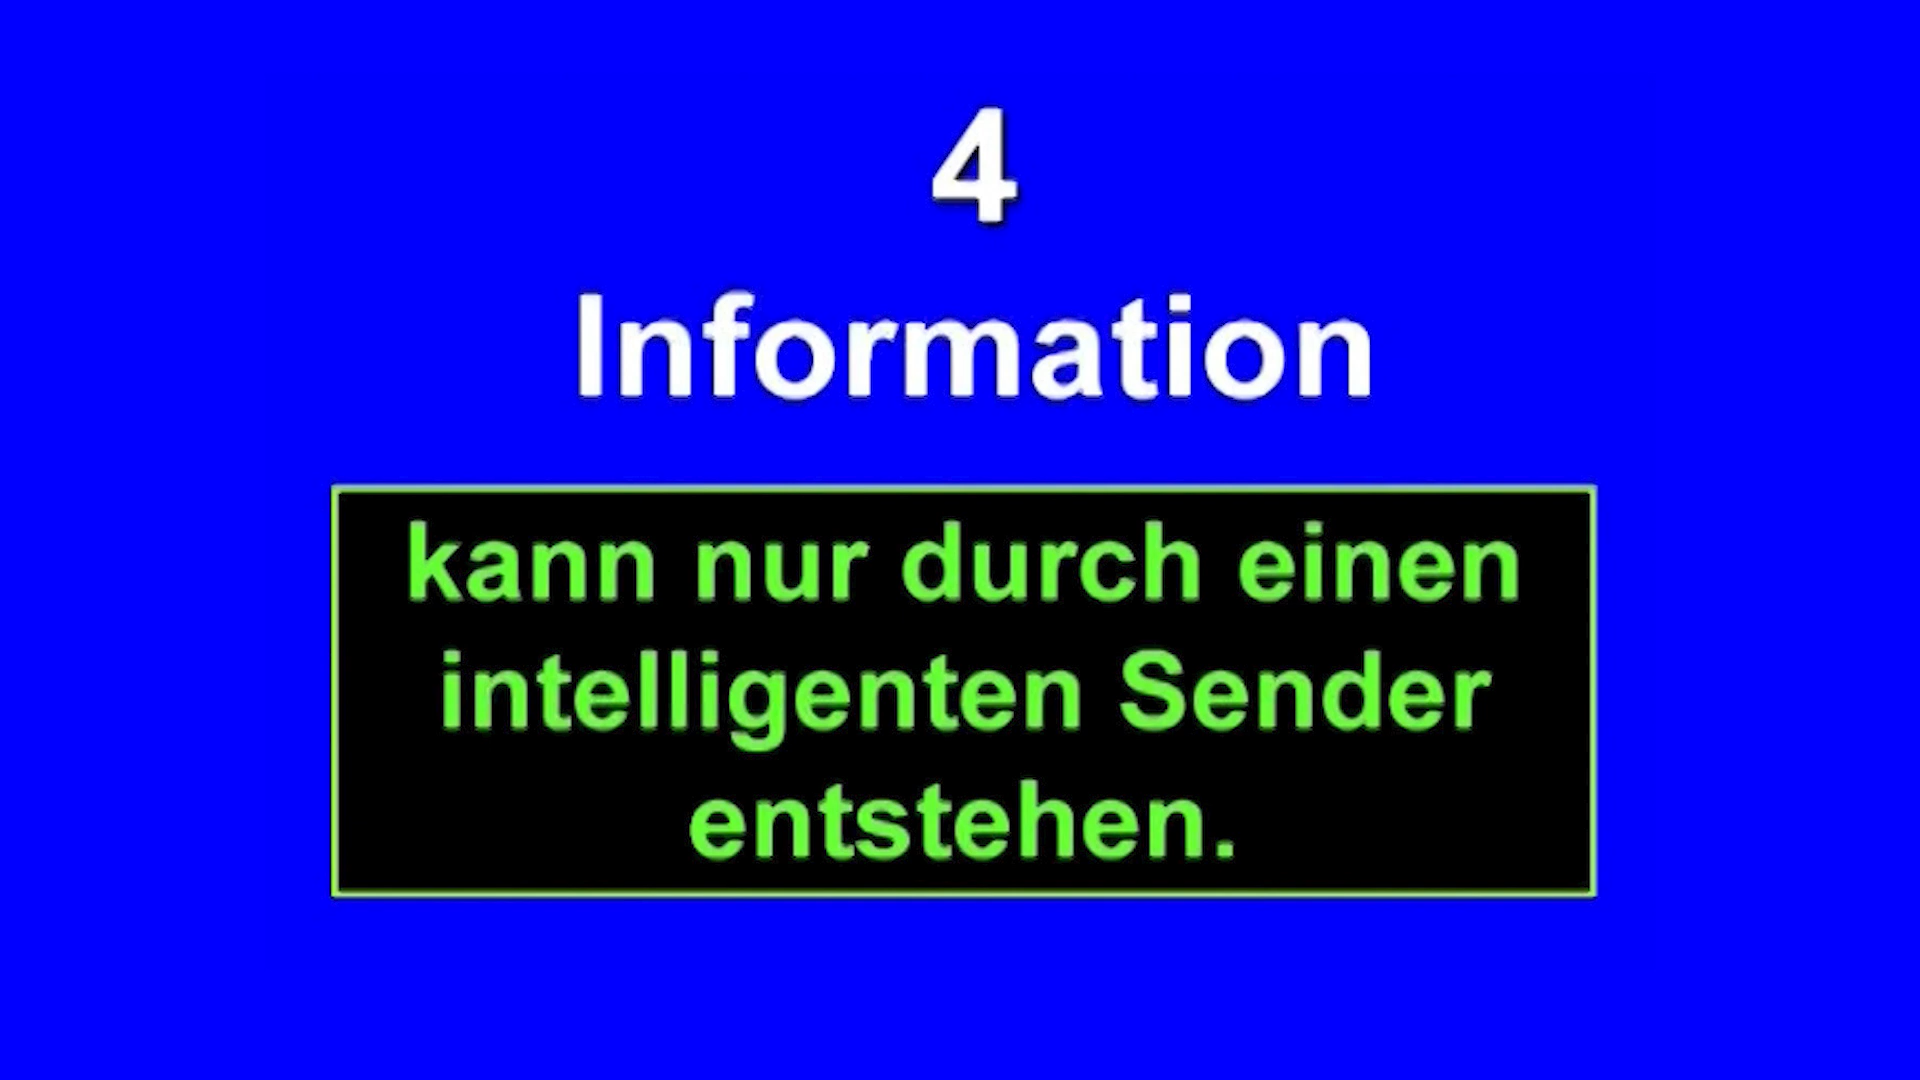 4
Information
kann nur durch einen
intelligenten Sender
entstehen.